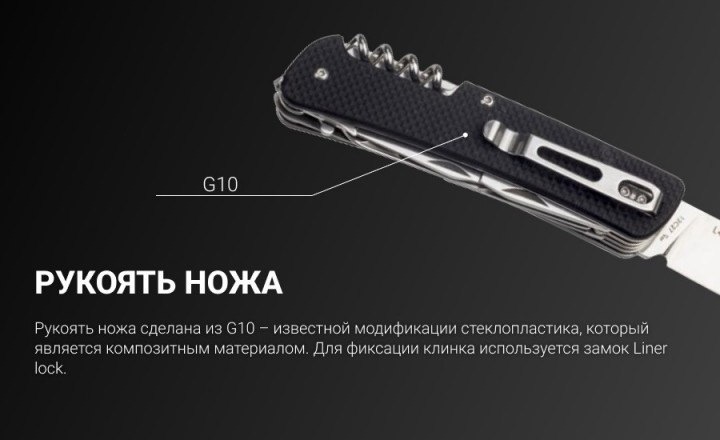 G10
РУКОЯТЬ НОЖА
Рукоять ножа сделана из G10 – известной модификации стеклопластика, который
является композитным материалом. Для фиксации клинка используется замок Liner
lock.